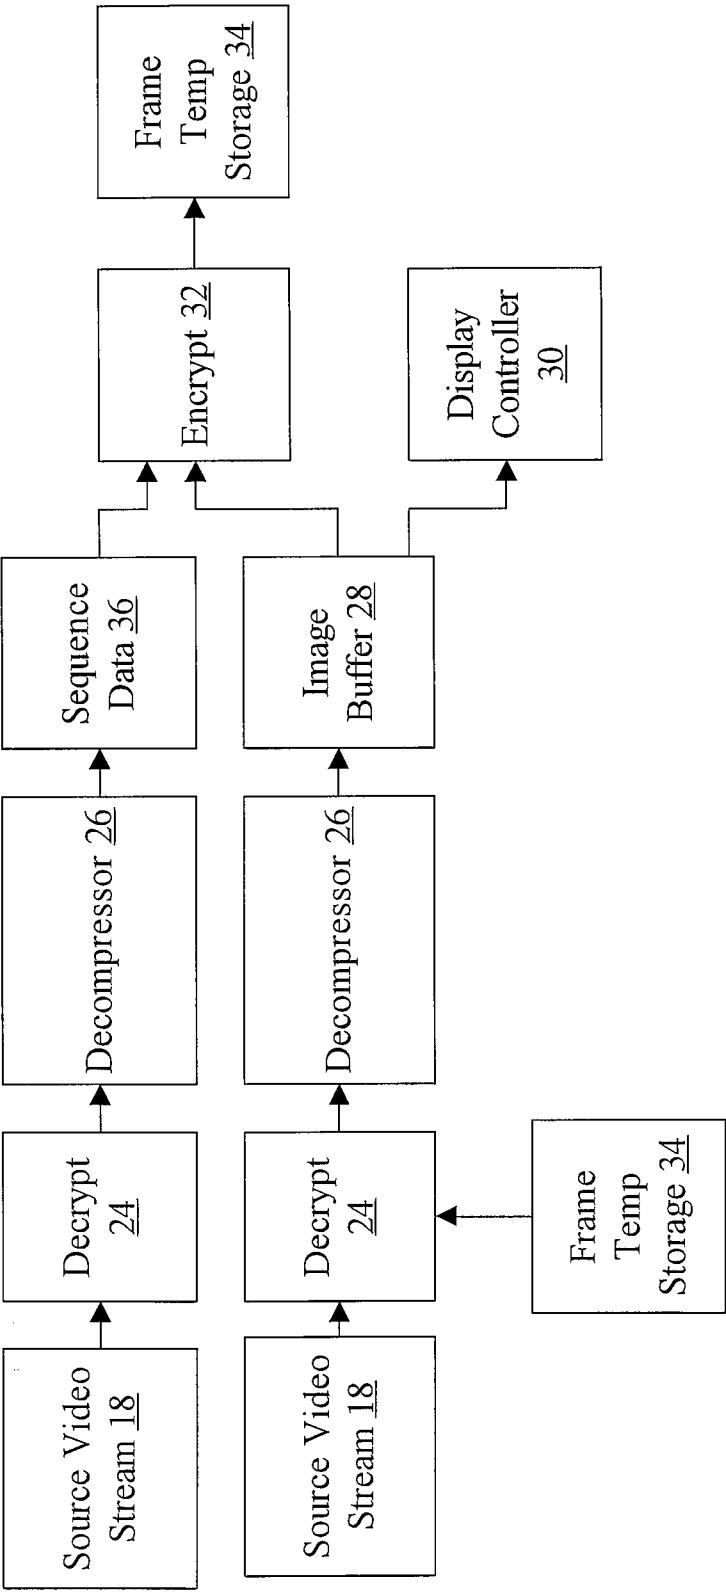 Source Video
Stream 18
Decrypt
24
Decompressor 26
Sequence
Data 36
Encrypt 32
Frame
Temp
Storage 34
Source Video
Stream 18
Decrypt
24
Decompressor 26
Image
Buffer 28
Display
Controller
30
Frame
Temp
Storage 34